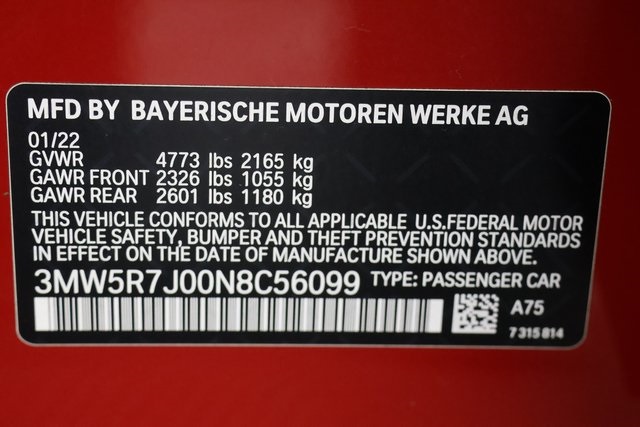 MFD BY BAYERISCHE MOTOREN WERKE AG
01/22
GVWR 4773 lbs 2165 kg
GAWR FRONT 2326 lbs 1055 kg
GAWR REAR 2601 lbs 1180 kg
THIS VEHICLE CONFORMS TO ALL APPLICABLE U.S.FEDERAL MOTOR
VEHICLE SAFETY, BUMPER AND THEFT PREVENTION STANDARDS
IN EFFECT ON THE DATE OF MANUFACTURE SHOWN ABOVE.
3MW5R7J00N8C56099 TYPE: PASSENGER CAR
A75
7 315 814